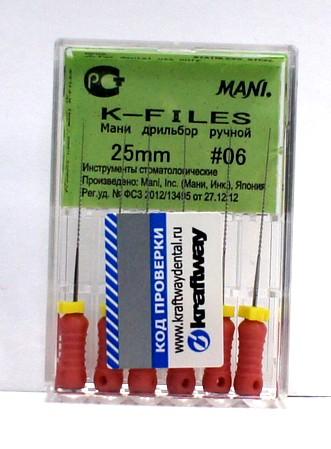 РСТ
MANI.
K-FILES
Мани дрильбор ручной
25mm #06
Инструменты стоматологические
Произведено: Mani, Inc. (Мани, Инк.), Япония
Рег.уд. № ФСЗ 2012/13495 от 27.12.12
КОД ПРОВЕРКИ
www.kraftwaydental.ru
kraftway